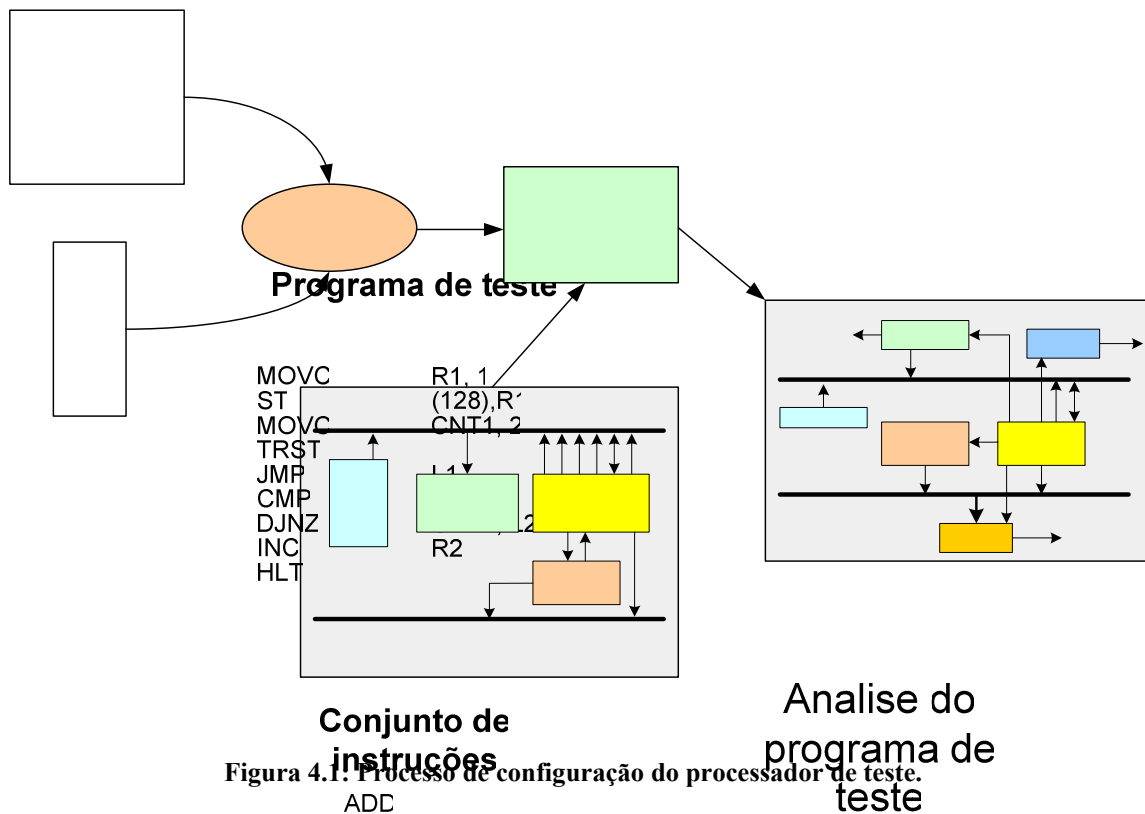 Programa de teste
MOVC R1, 1
ST (128),R1
MOVC CNT1, 2
TRST
JMP L1
CMP
DJNZ L2
INC R2
HLT
Conjunto de
instruções
Analise do
programa de
teste
Figura 4.1: Processo de configuração do processador de teste.
ADD